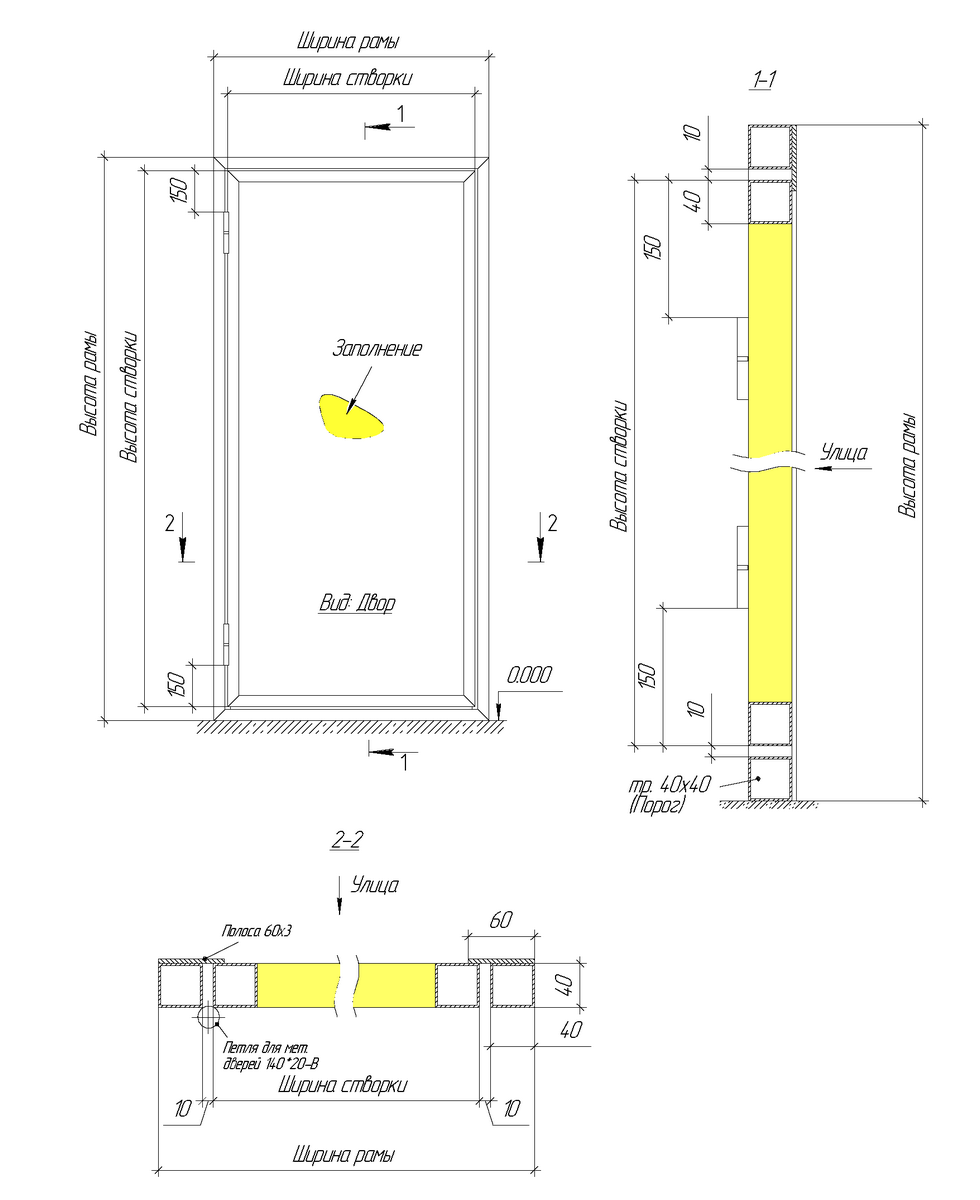 Ширина рамы
Ширина створки
1
150
Высота рамы
Высота створки
Заполнение
2
2
Вид: Двор
150
0.000
1
1-1
10
40
150
Высота створки
Улица
Высота рамы
150
10
тр. 40х40
(Порог)
2-2
Улица
Полоса 60х3
60
40
40
Петля для мет.
дверей 140*20-В
Ширина створки
10
10
Ширина рамы